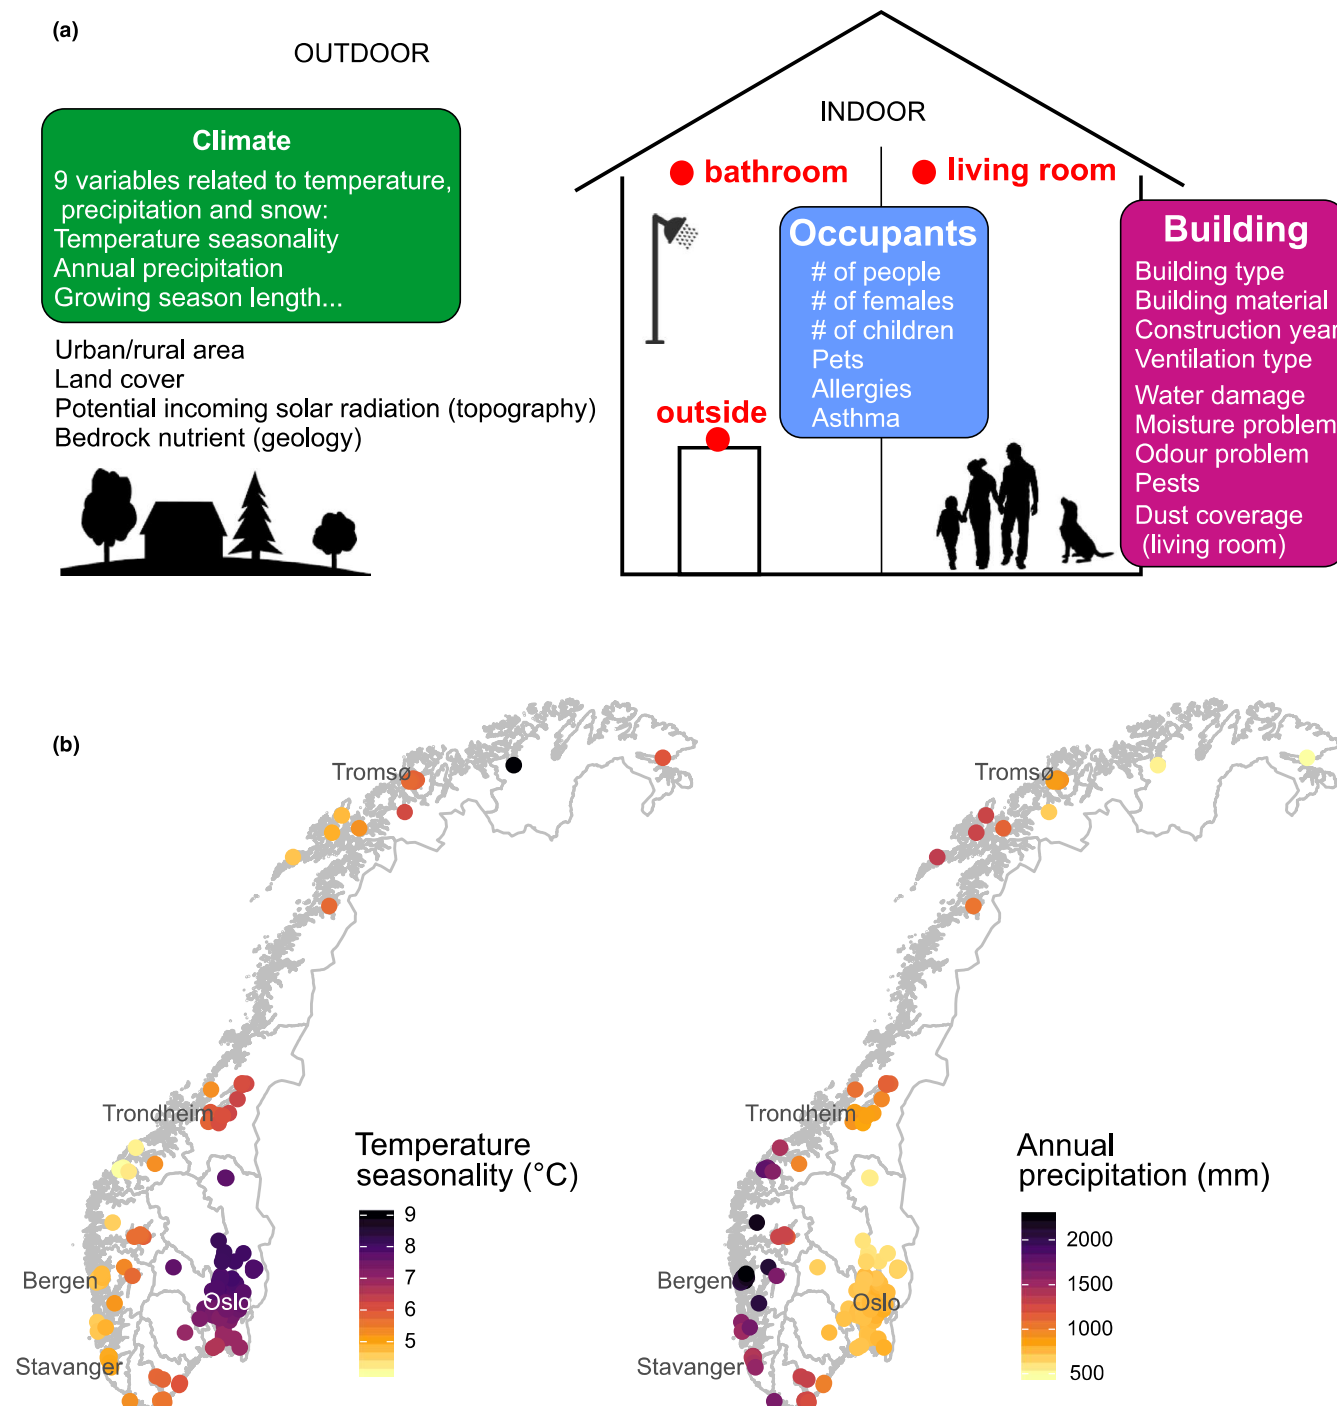 (a)
OUTDOOR
Climate
9 variables related to temperature,
precipitation and snow:
Temperature seasonality
Annual precipitation
Growing season length...
Urban/rural area
Land cover
Potential incoming solar radiation (topography)
Bedrock nutrient (geology)
INDOOR
bathroom
living room
outside
Occupants
# of people
# of females
# of children
Pets
Allergies
Asthma
Building
Building type
Building material
Construction year
Ventilation type
Water damage
Moisture problem
Odour problem
Pests
Dust coverage
(living room)
(b)
Tromsø
Trondheim
Bergen
Oslo
Stavanger
Temperature
seasonality (°C)
9
8
7
6
5
Tromsø
Trondheim
Bergen
Oslo
Stavanger
Annual
precipitation (mm)
2000
1500
1000
500